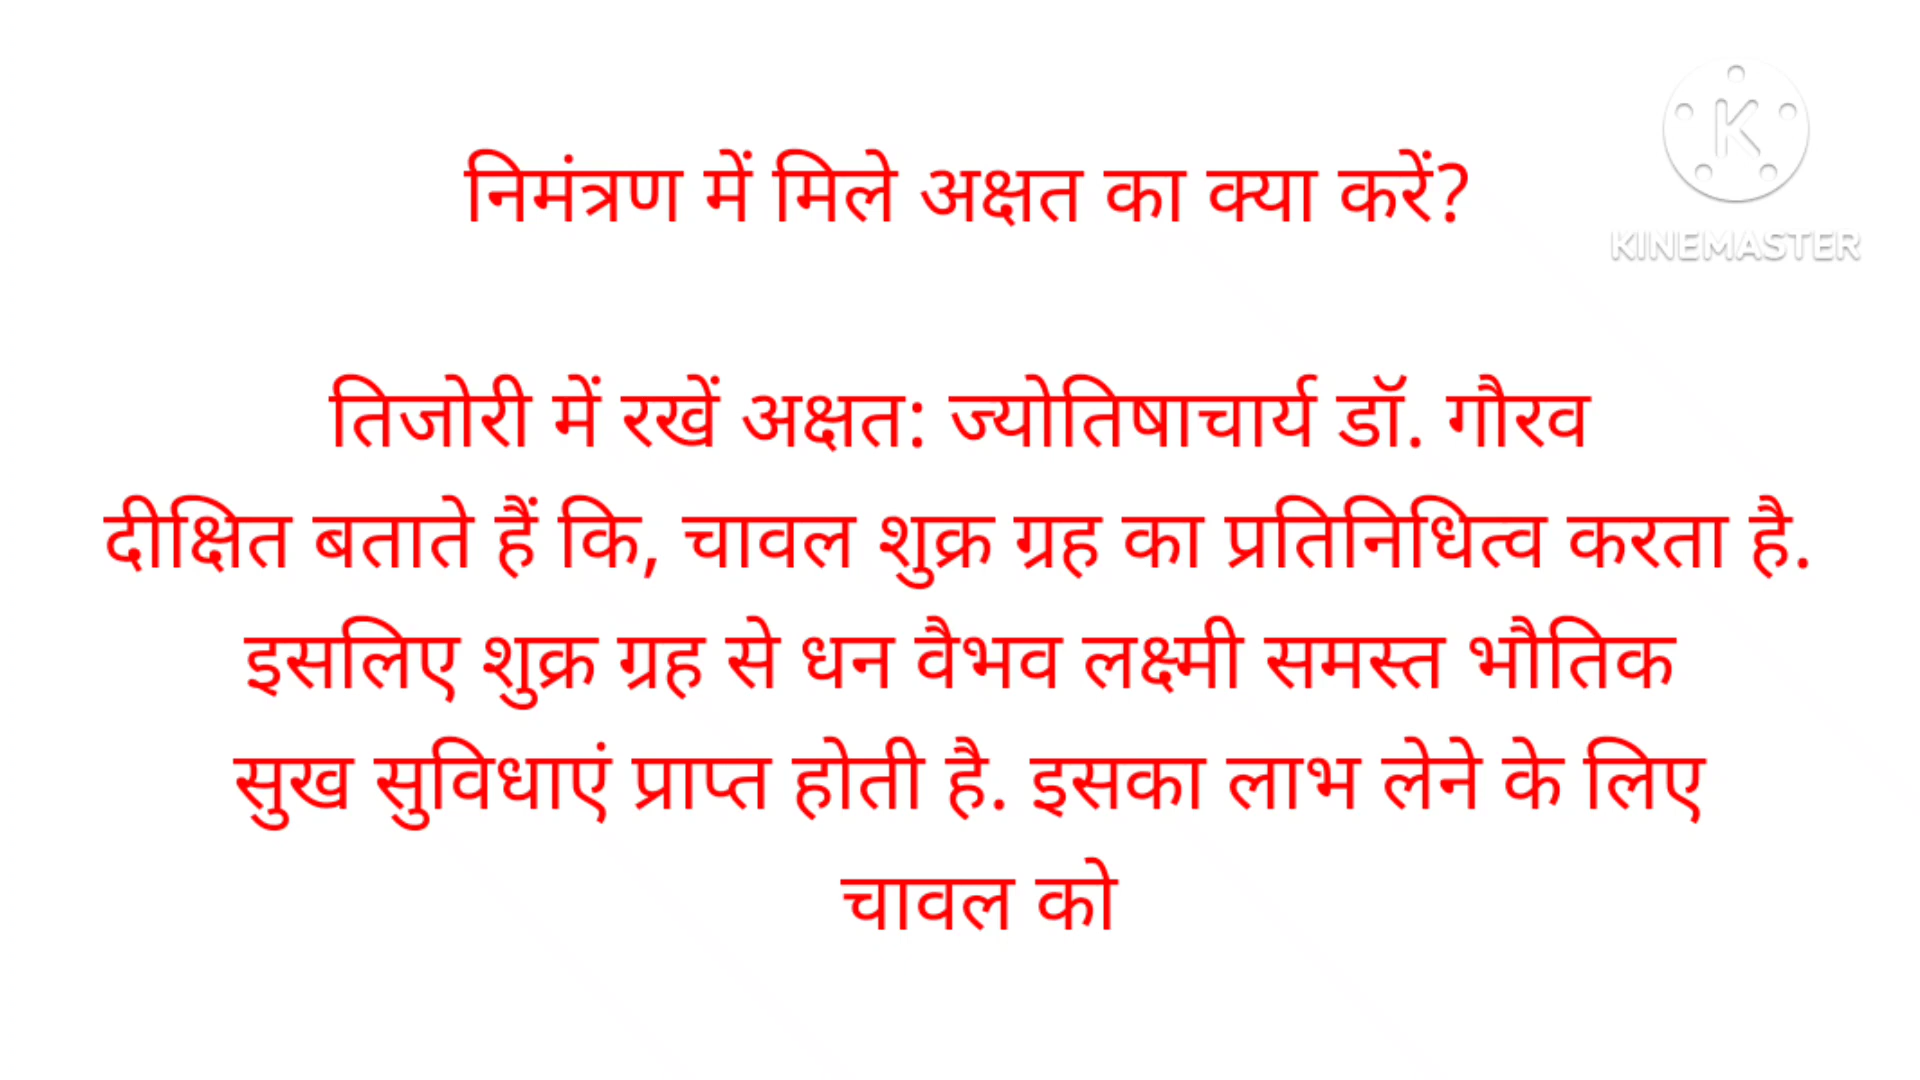 निमंत्रण में मिले अक्षत का क्या करें?
K
KINEMASTER
तिजोरी में रखें अक्षत: ज्योतिषाचार्य डॉ. गौरव
दीक्षित बताते हैं कि, चावल शुक्र ग्रह का प्रतिनिधित्व करता है.
इसलिए शुक्र ग्रह से धन वैभव लक्ष्मी समस्त भौतिक
सुख सुविधाएं प्राप्त होती है. इसका लाभ लेने के लिए
चावल को